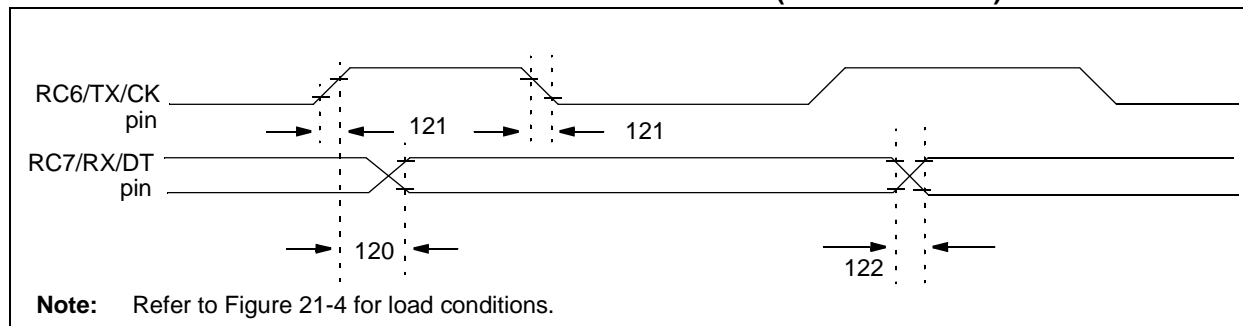 RC6/TX/CK
pin
121
121
RC7/RX/DT
pin
120
122
Note: Refer to Figure 21-4 for load conditions.